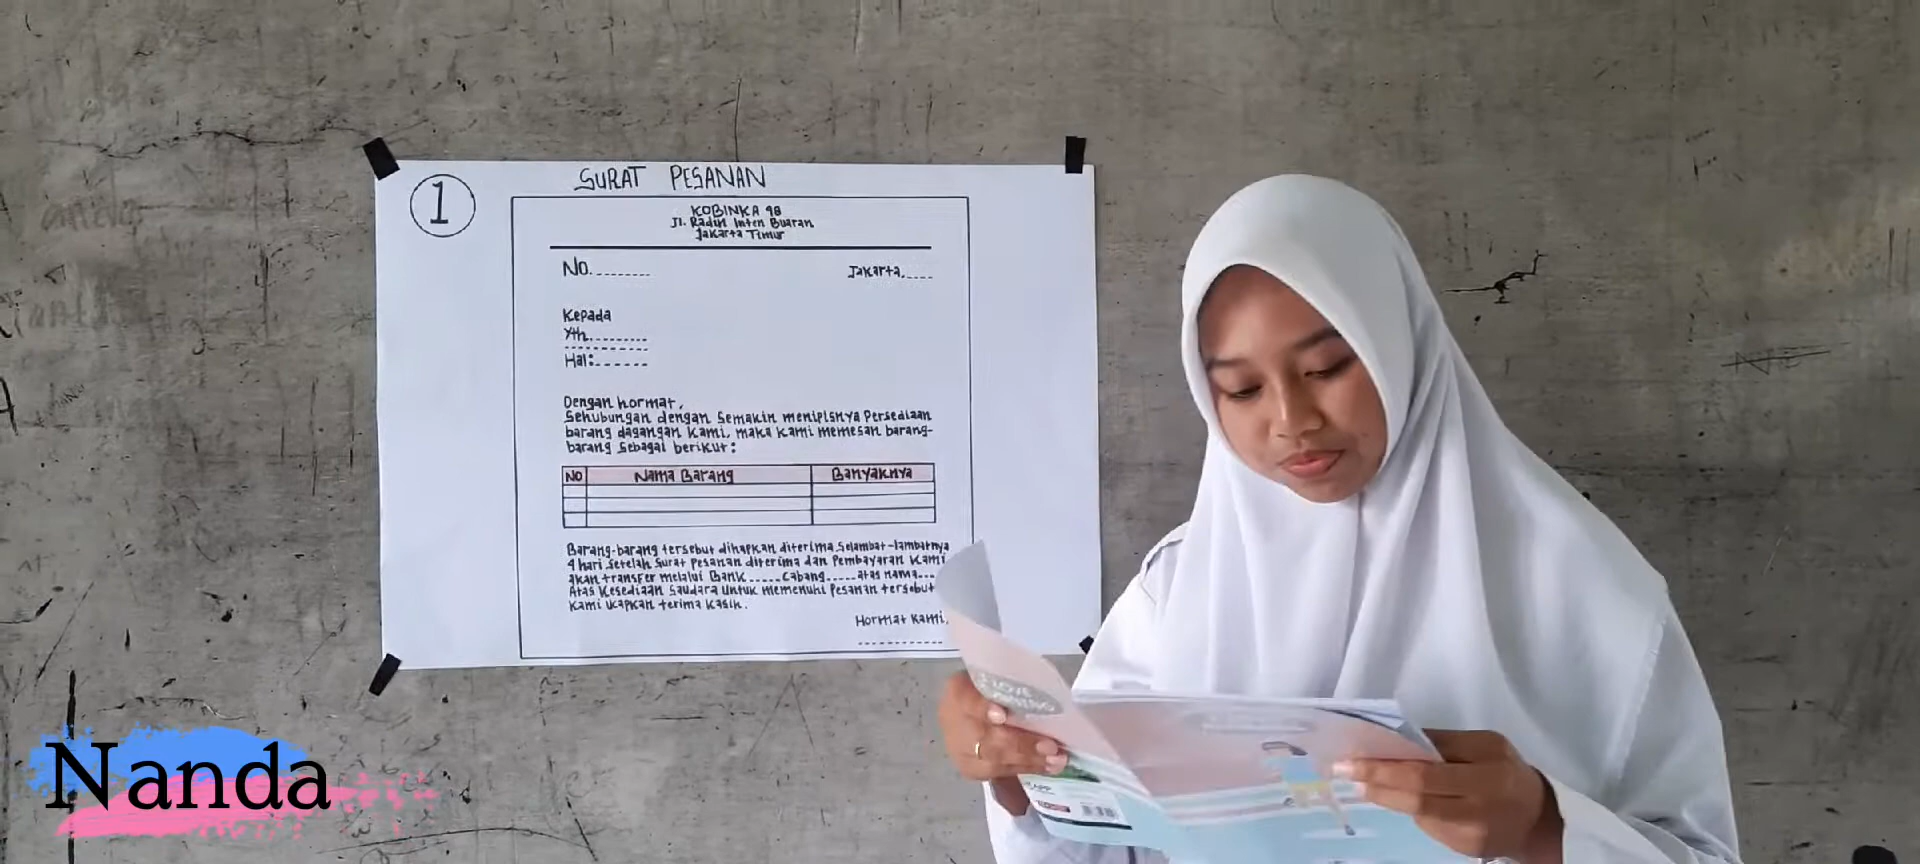 SURAT PESANAN
1
KOBINKA 98
Jl. Radin Inten Buaran
Jakarta Timur
No.........
Jakarta,.....
Kepada
Yth.........
Hal:.......
Dengan hormat,
Sehubungan dengan Semakin menipisnya Persediaan
barang dagangan Kami, maka Kami memesan barang-
barang Sebagai berikut:
NO Nama Barang Banyaknya
Barang-barang tersebut dihapkan diterima Selambat-lambatnya
4 hari Setelah Surat Pesanan diterima dan Pembayaran Kami
akan transfer melalui Bank......Cabang.....atas nama....
Atas Kesediaan Saudara Untuk memenuhi Pesanan tersebut
Kami Ucapkan terima Kasih.
Hormat Kami,
I LOVE
Nanda